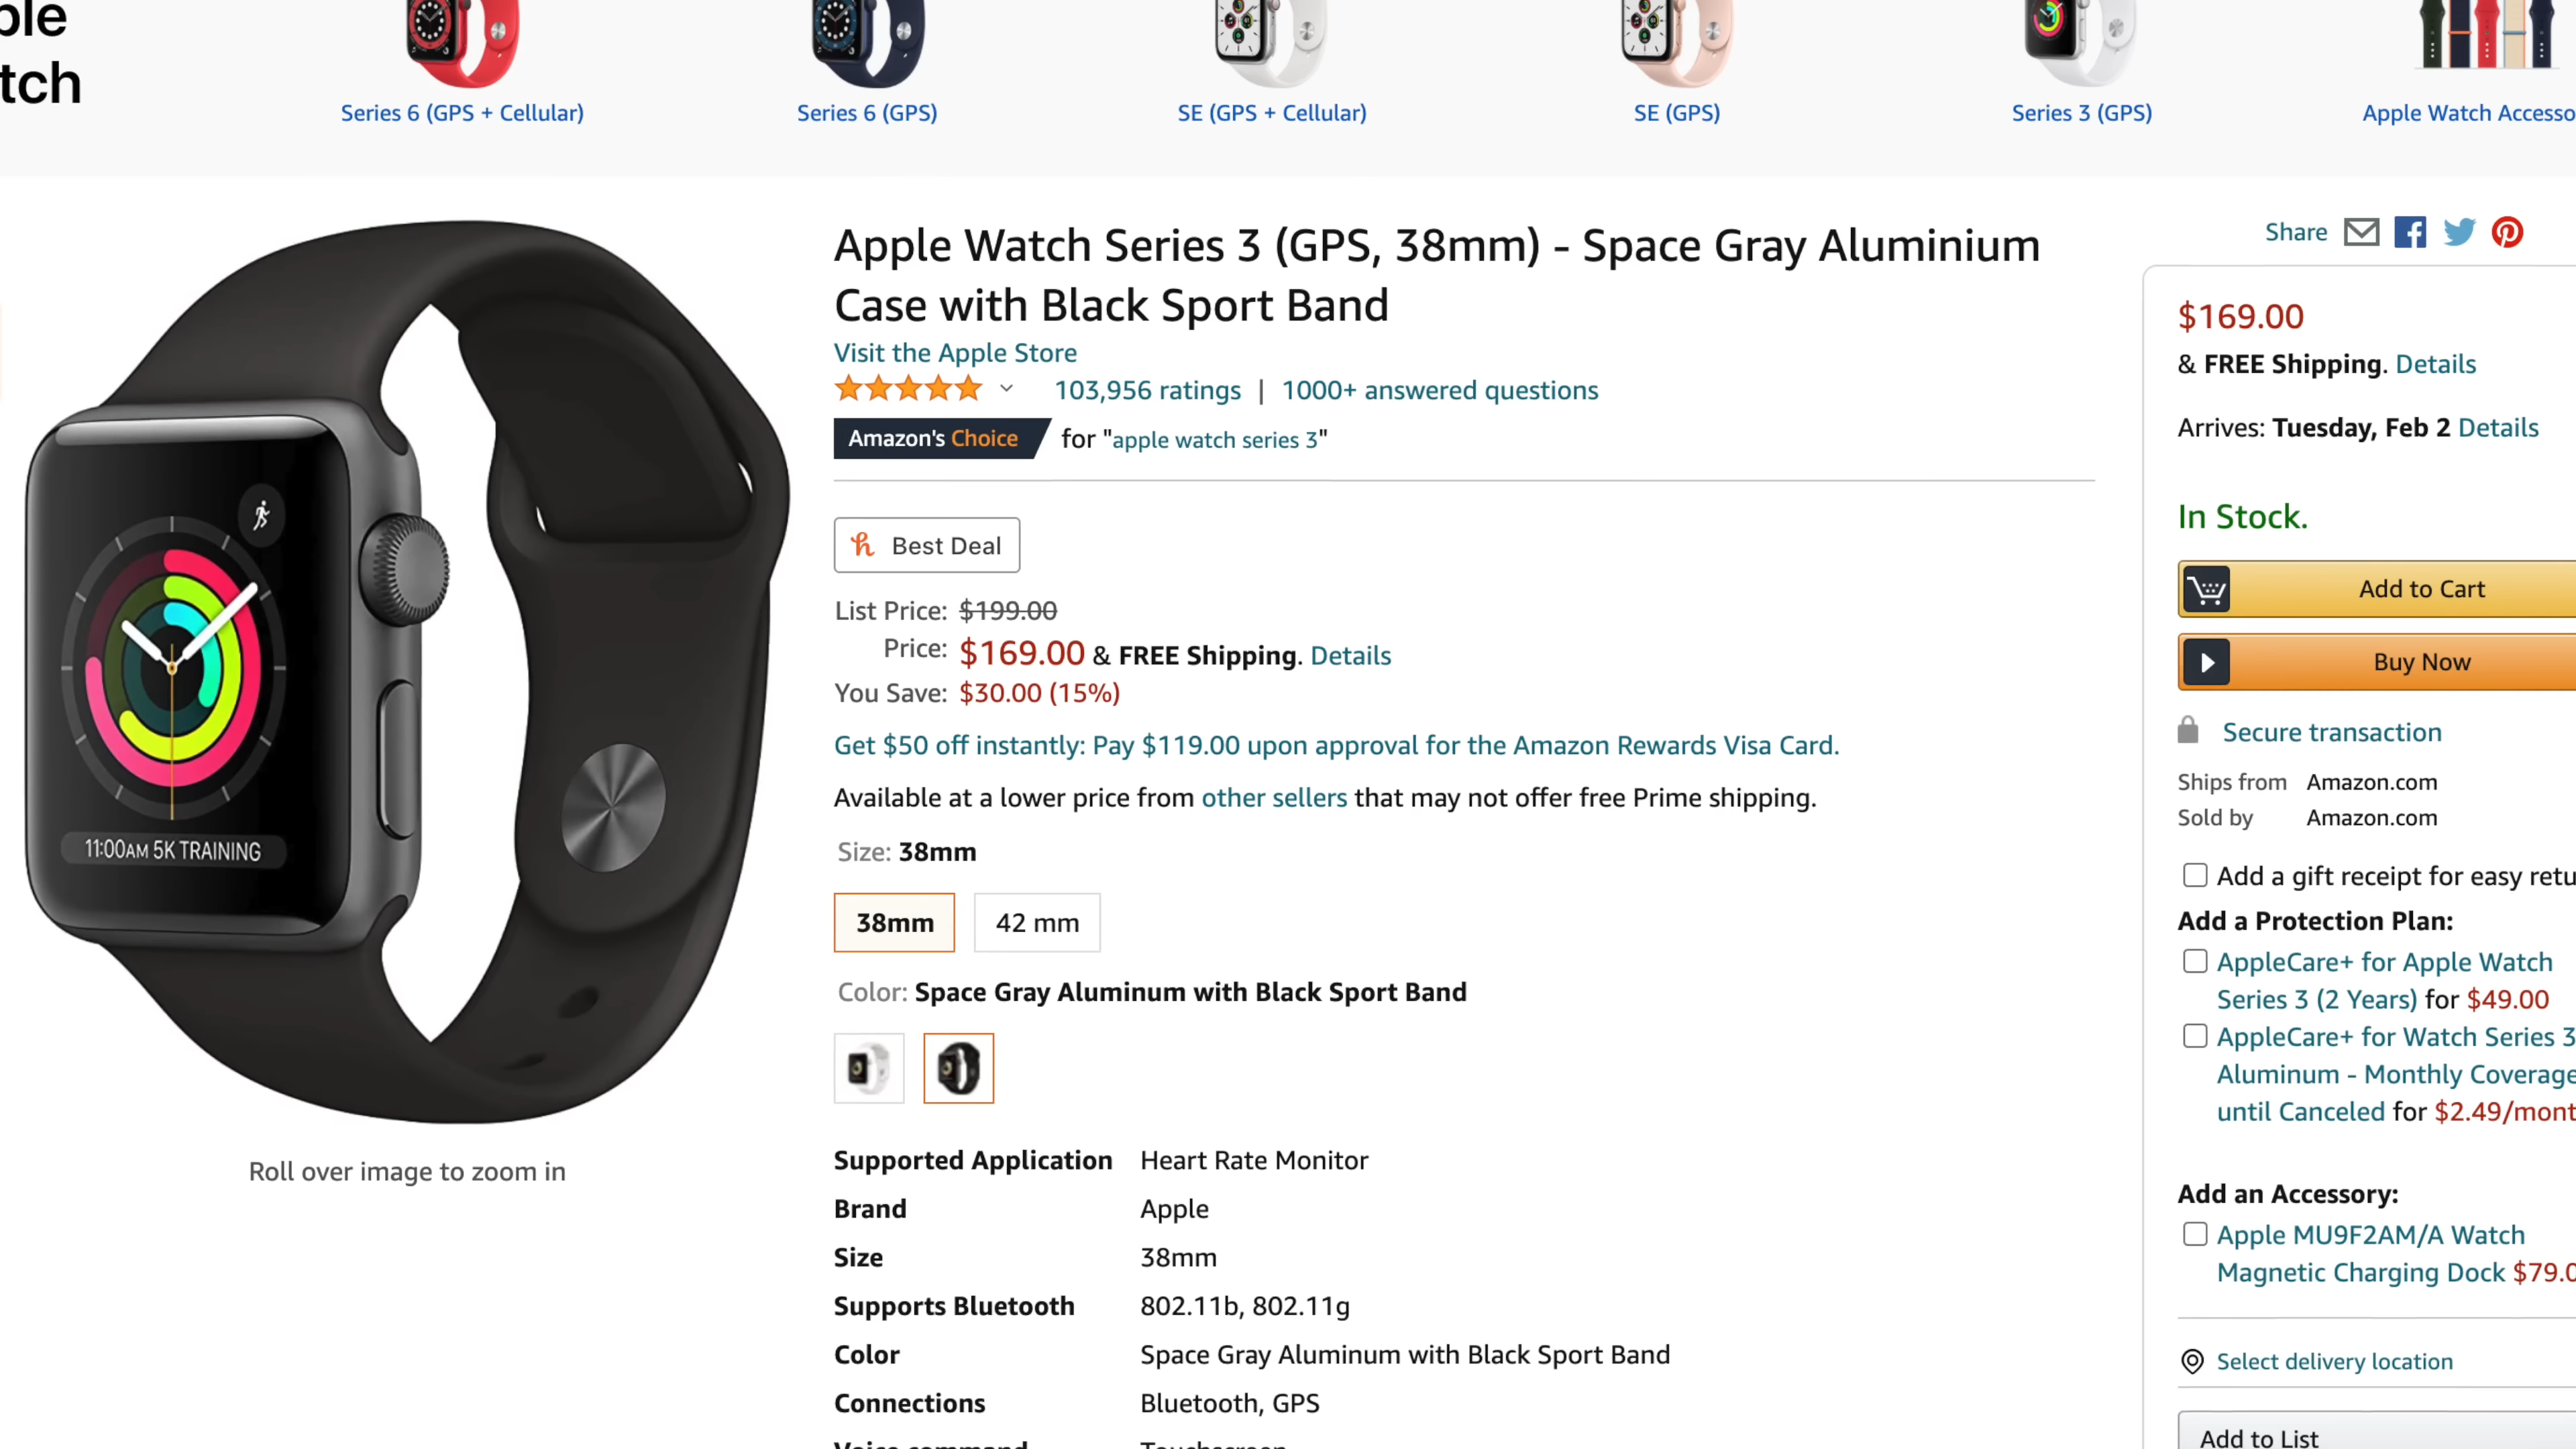 ple
tch
Series 6 (GPS + Cellular)
Series 6 (GPS)
SE (GPS + Cellular)
SE (GPS)
Series 3 (GPS)
Apple Watch Accesso
11:00AM 5K TRAINING
Roll over image to zoom in
Apple Watch Series 3 (GPS, 38mm) - Space Gray Aluminium
Case with Black Sport Band
Visit the Apple Store
103,956 ratings | 1000+ answered questions
Amazon's Choice for "apple watch series 3"
h Best Deal
List Price: $199.00
Price: $169.00 & FREE Shipping. Details
You Save: $30.00 (15%)
Get $50 off instantly: Pay $119.00 upon approval for the Amazon Rewards Visa Card.
Available at a lower price from other sellers that may not offer free Prime shipping.
Size: 38mm
38mm
42 mm
Color: Space Gray Aluminum with Black Sport Band
Supported Application Heart Rate Monitor
Brand Apple
Size 38mm
Supports Bluetooth 802.11b, 802.11g
Color Space Gray Aluminum with Black Sport Band
Connections Bluetooth, GPS
Voice command Touchscreen
Share
$169.00
& FREE Shipping. Details
Arrives: Tuesday, Feb 2 Details
In Stock.
Add to Cart
Buy Now
Secure transaction
Ships from Amazon.com
Sold by Amazon.com
Add a gift receipt for easy retu
Add a Protection Plan:
AppleCare+ for Apple Watch
Series 3 (2 Years) for $49.00
AppleCare+ for Watch Series 3
Aluminum - Monthly Coverage
until Canceled for $2.49/mont
Add an Accessory:
Apple MU9F2AM/A Watch
Magnetic Charging Dock $79.0
Select delivery location
Add to List